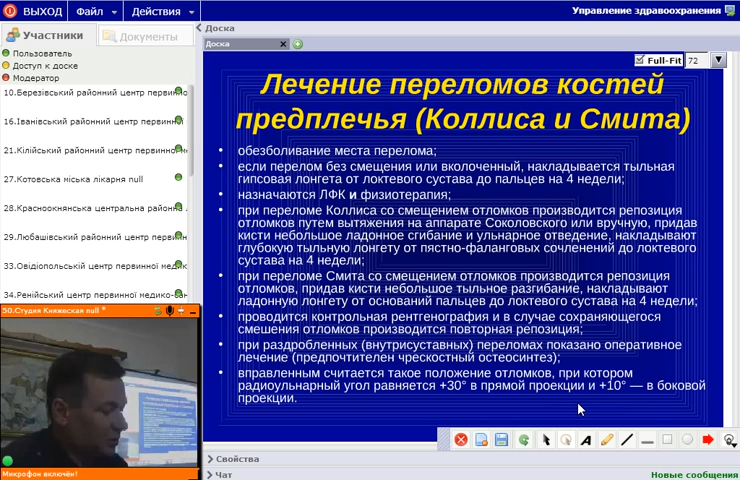 ВЫХОД Файл Действия Управление здравоохранения
Участники
Документы
Пользователь
Доступ к доске
Модератор
10.Березівський районний центр первинно
16.Іванівський районний центр первинної
21.Кілійський районний центр первинної м
27.Котовська міська лікарня null
28.Красноокнянська центральна районна
29.Любашівський районний центр первинн
33.Овідіопольський центр первинної медик
34.Ренійський центр первинної медико-сан
50.Студия Княжеская null *
Микрофон включён!
Доска
Доска
Full-Fit 72
Лечение переломов костей
предплечья (Коллиса и Смита)
• обезболивание места перелома;
• если перелом без смещения или вколоченный, накладывается тыльная
гипсовая лонгета от локтевого сустава до пальцев на 4 недели;
• назначаются ЛФК и физиотерапия;
• при переломе Коллиса со смещением отломков производится репозиция
отломков путем вытяжения на аппарате Соколовского или вручную, придав
кисти небольшое ладонное сгибание и ульнарное отведение, накладывают
глубокую тыльную лонгету от пястно-фаланговых сочленений до локтевого
сустава на 4 недели;
• при переломе Смита со смещением отломков производится репозиция
отломков, придав кисти небольшое тыльное разгибание, накладывают
ладонную лонгету от оснований пальцев до локтевого сустава на 4 недели;
• проводится контрольная рентгенография и в случае сохраняющегося
смешения отломков производится повторная репозиция;
• при раздробленных (внутрисуставных) переломах показано оперативное
лечение (предпочтителен чрескостный остеосинтез);
• вправленным считается такое положение отломков, при котором
радиоульнарный угол равняется +30° в прямой проекции и +10° — в боковой
проекции.
A
Свойства
Чат
Новые сообщения